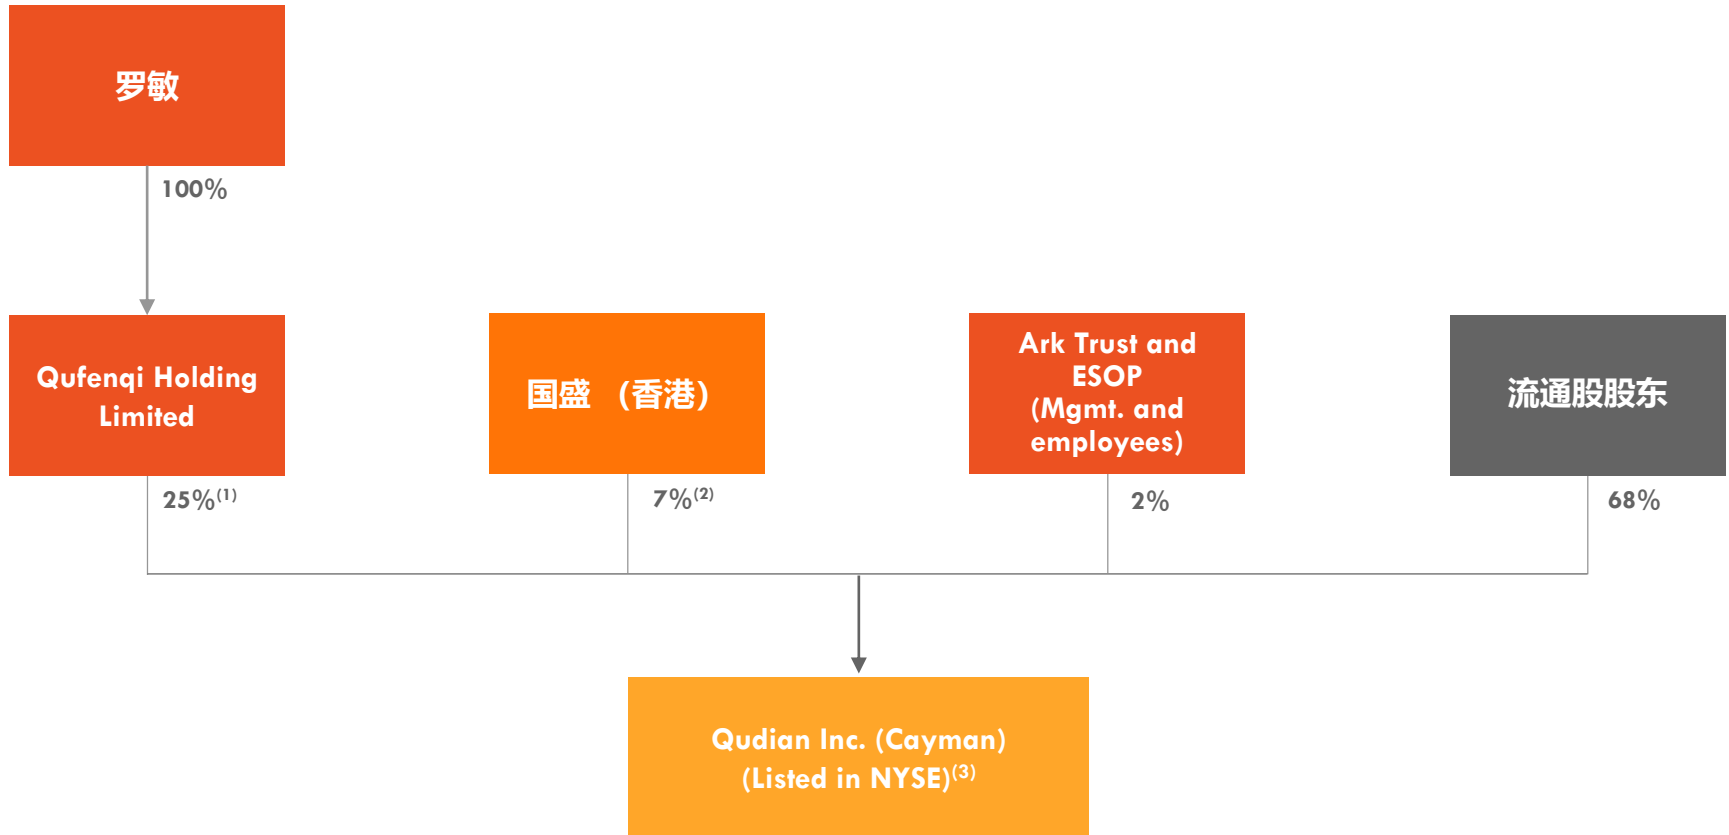 罗敏
100%
Qufenqi Holding
Limited
国盛 （香港）
Ark Trust and
ESOP
(Mgmt. and
employees)
流通股股东
25%(1)
7%(2)
2%
68%
Qudian Inc. (Cayman)
(Listed in NYSE)(3)